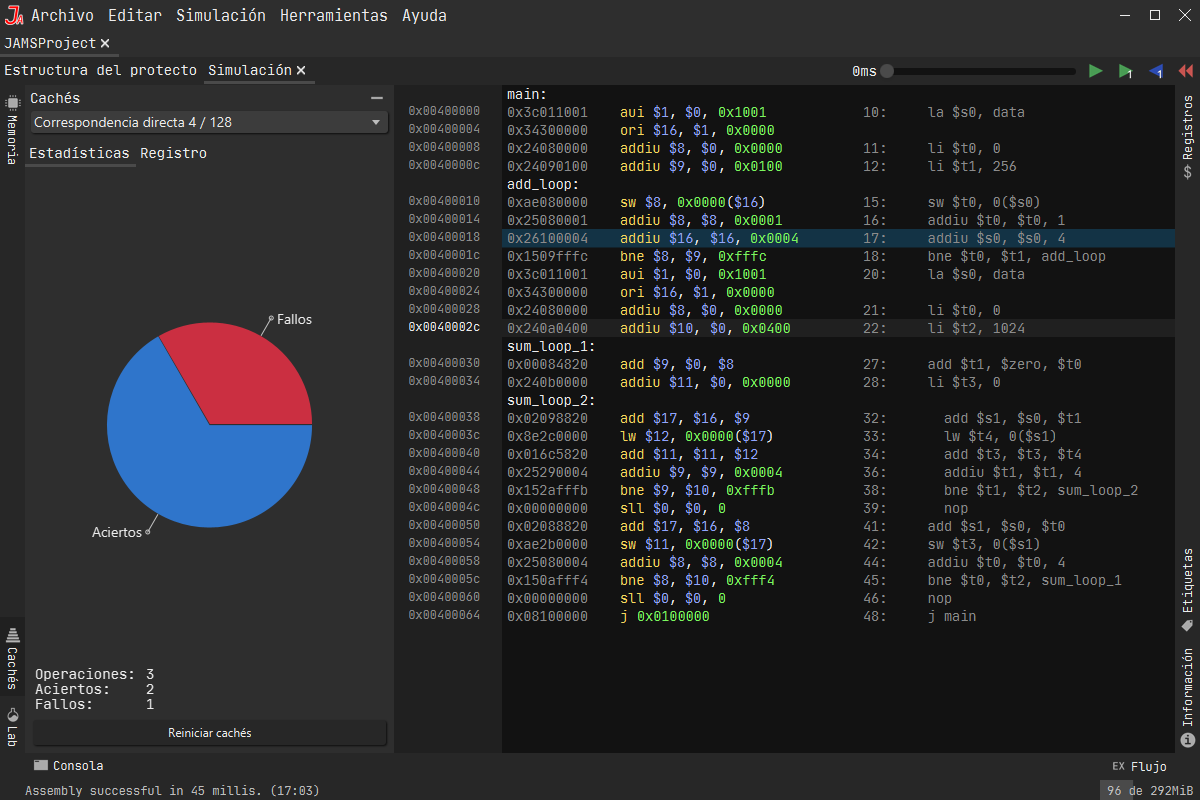 JA Archivo Editar Simulación Herramientas Ayuda
JAMSProject
Estructura del protecto Simulación 0ms 1 1
Memoria
Cachés
Correspondencia directa 4 / 128
Estadísticas Registro
Fallos
Aciertos
Operaciones: 3
Aciertos: 2
Fallos: 1
Reiniciar cachés
Cachés
Lab
main:
0x00400000 0x3c011001 aui $1, $0, 0x1001 10: la $s0, data
0x00400004 0x34300000 ori $16, $1, 0x0000
0x00400008 0x24080000 addiu $8, $0, 0x0000 11: li $t0, 0
0x0040000c 0x24090100 addiu $9, $0, 0x0100 12: li $t1, 256
add_loop:
0x00400010 0xae080000 sw $8, 0x0000($16) 15: sw $t0, 0($s0)
0x00400014 0x25080001 addiu $8, $8, 0x0001 16: addiu $t0, $t0, 1
0x00400018 0x26100004 addiu $16, $16, 0x0004 17: addiu $s0, $s0, 4
0x0040001c 0x1509fffc bne $8, $9, 0xfffc 18: bne $t0, $t1, add_loop
0x00400020 0x3c011001 aui $1, $0, 0x1001 20: la $s0, data
0x00400024 0x34300000 ori $16, $1, 0x0000
0x00400028 0x24080000 addiu $8, $0, 0x0000 21: li $t0, 0
0x0040002c 0x240a0400 addiu $10, $0, 0x0400 22: li $t2, 1024
sum_loop_1:
0x00400030 0x00084820 add $9, $0, $8 27: add $t1, $zero, $t0
0x00400034 0x240b0000 addiu $11, $0, 0x0000 28: li $t3, 0
sum_loop_2:
0x00400038 0x02098820 add $17, $16, $9 32: add $s1, $s0, $t1
0x0040003c 0x8e2c0000 lw $12, 0x0000($17) 33: lw $t4, 0($s1)
0x00400040 0x016c5820 add $11, $11, $12 34: add $t3, $t3, $t4
0x00400044 0x25290004 addiu $9, $9, 0x0004 36: addiu $t1, $t1, 4
0x00400048 0x152afffb bne $9, $10, 0xfffb 38: bne $t1, $t2, sum_loop_2
0x0040004c 0x00000000 sll $0, $0, 0 39: nop
0x00400050 0x02088820 add $17, $16, $8 41: add $s1, $s0, $t0
0x00400054 0xae2b0000 sw $11, 0x0000($17) 42: sw $t3, 0($s1)
0x00400058 0x25080004 addiu $8, $8, 0x0004 44: addiu $t0, $t0, 4
0x0040005c 0x150afff4 bne $8, $10, 0xfff4 45: bne $t0, $t2, sum_loop_1
0x00400060 0x00000000 sll $0, $0, 0 46: nop
0x00400064 0x08100000 j 0x0100000 48: j main
Registros $
Etiquetas
Información
Consola EX Flujo
Assembly successful in 45 millis. (17:03) 96 de 292MiB